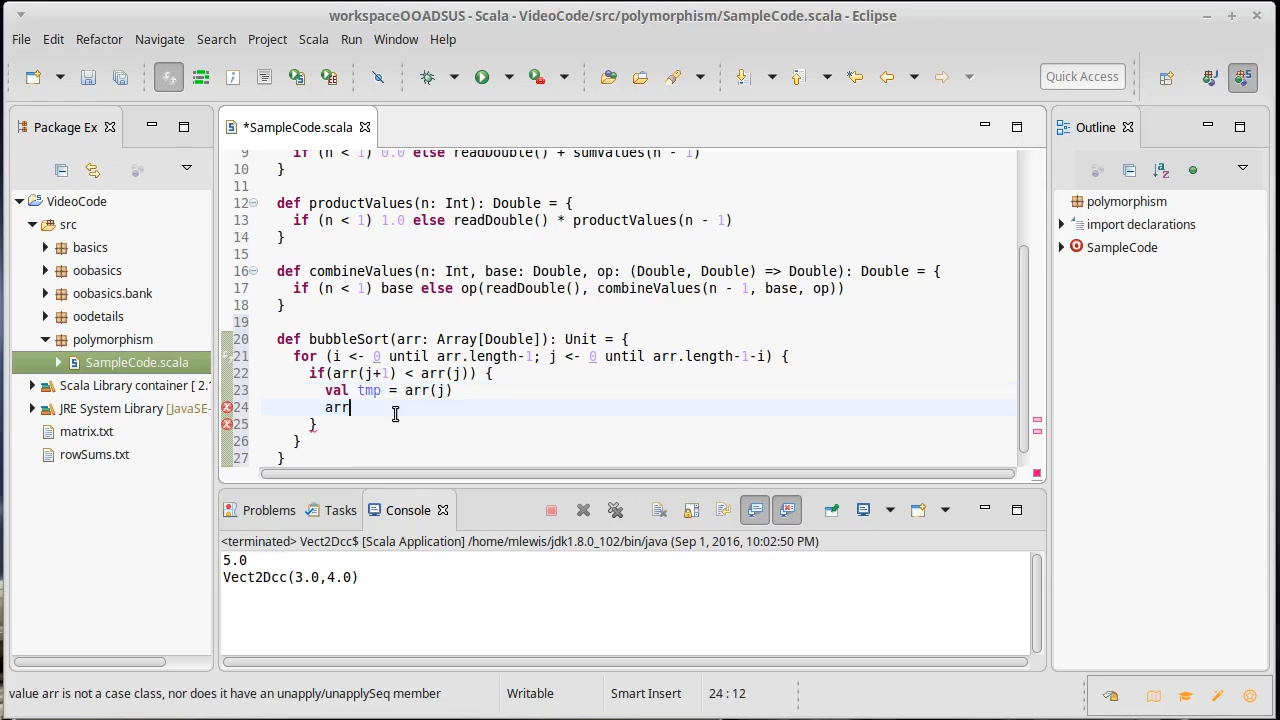 workspaceOOADSUS - Scala - VideoCode/src/polymorphism/SampleCode.scala - Eclipse
File Edit Refactor Navigate Search Project Scala Run Window Help
Quick Access
Package Ex
VideoCode
src
basics
oobasics
oobasics.bank
oodetails
polymorphism
SampleCode.scala
Scala Library container [ 2.
JRE System Library [JavaSE-
matrix.txt
rowSums.txt
*SampleCode.scala
9 if (n < 1) 0.0 else readDouble() + sumValues(n - 1)
10 }
11
12 def productValues(n: Int): Double = {
13 if (n < 1) 1.0 else readDouble() * productValues(n - 1)
14 }
15
16 def combineValues(n: Int, base: Double, op: (Double, Double) => Double): Double = {
17 if (n < 1) base else op(readDouble(), combineValues(n - 1, base, op))
18 }
19
20 def bubbleSort(arr: Array[Double]): Unit = {
21 for (i <- 0 until arr.length-1; j <- 0 until arr.length-1-i) {
22 if(arr(j+1) < arr(j)) {
23 val tmp = arr(j)
24 arr
25 }
26 }
27 }
Outline
polymorphism
import declarations
SampleCode
Problems Tasks Console
<terminated> Vect2Dcc$ [Scala Application] /home/mlewis/jdk1.8.0_102/bin/java (Sep 1, 2016, 10:02:50 PM)
5.0
Vect2Dcc(3.0,4.0)
value arr is not a case class, nor does it have an unapply/unapplySeq member
Writable
Smart Insert
24 : 12